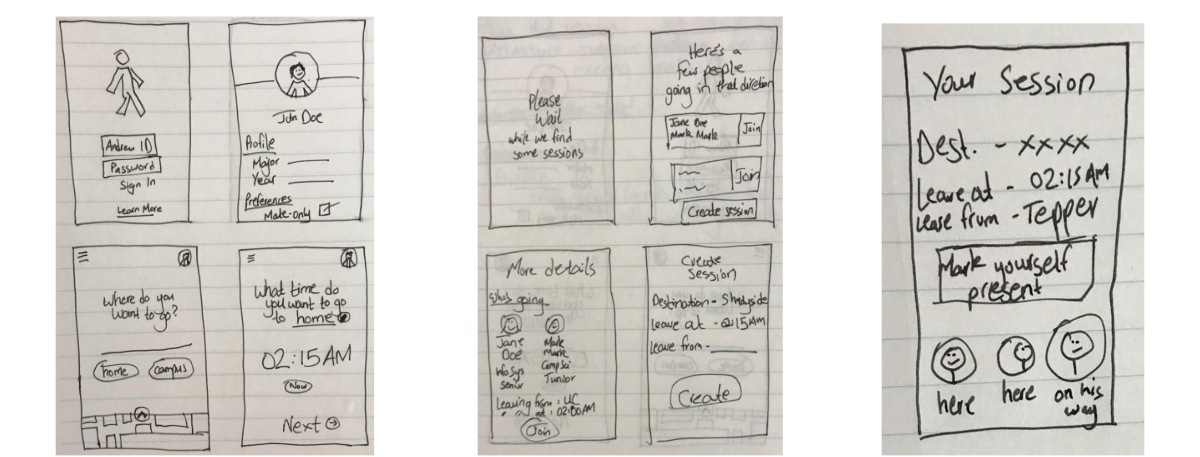 Andrew ID
Password
Sign In
Learn More
Jon Doe
Profile
Major
Year
Preferences
Male-only
Where do you
want to go?
home
campus
What time do
you want to go
to home
02:15AM
Now
Next
Please
Wait
while we find
some sessions
Here's a
few people
going in that direction
Jane Doe
Mark Mark
Join
Join
Create session
More details
Who's going
Jane
Doe
InfoSys
Senior
Mark
Mark
CompSci
Junior
Leaving from : UC
" " at : 02:00AM
Join
Create
Session
Destination - Shadyside
Leave at - 02:15AM
Leave from -
Create
Your Session
Dest. - xxxx
Leave at - 02:15AM
Leave from - Tepper
Mark yourself
present
here
here
on his
way